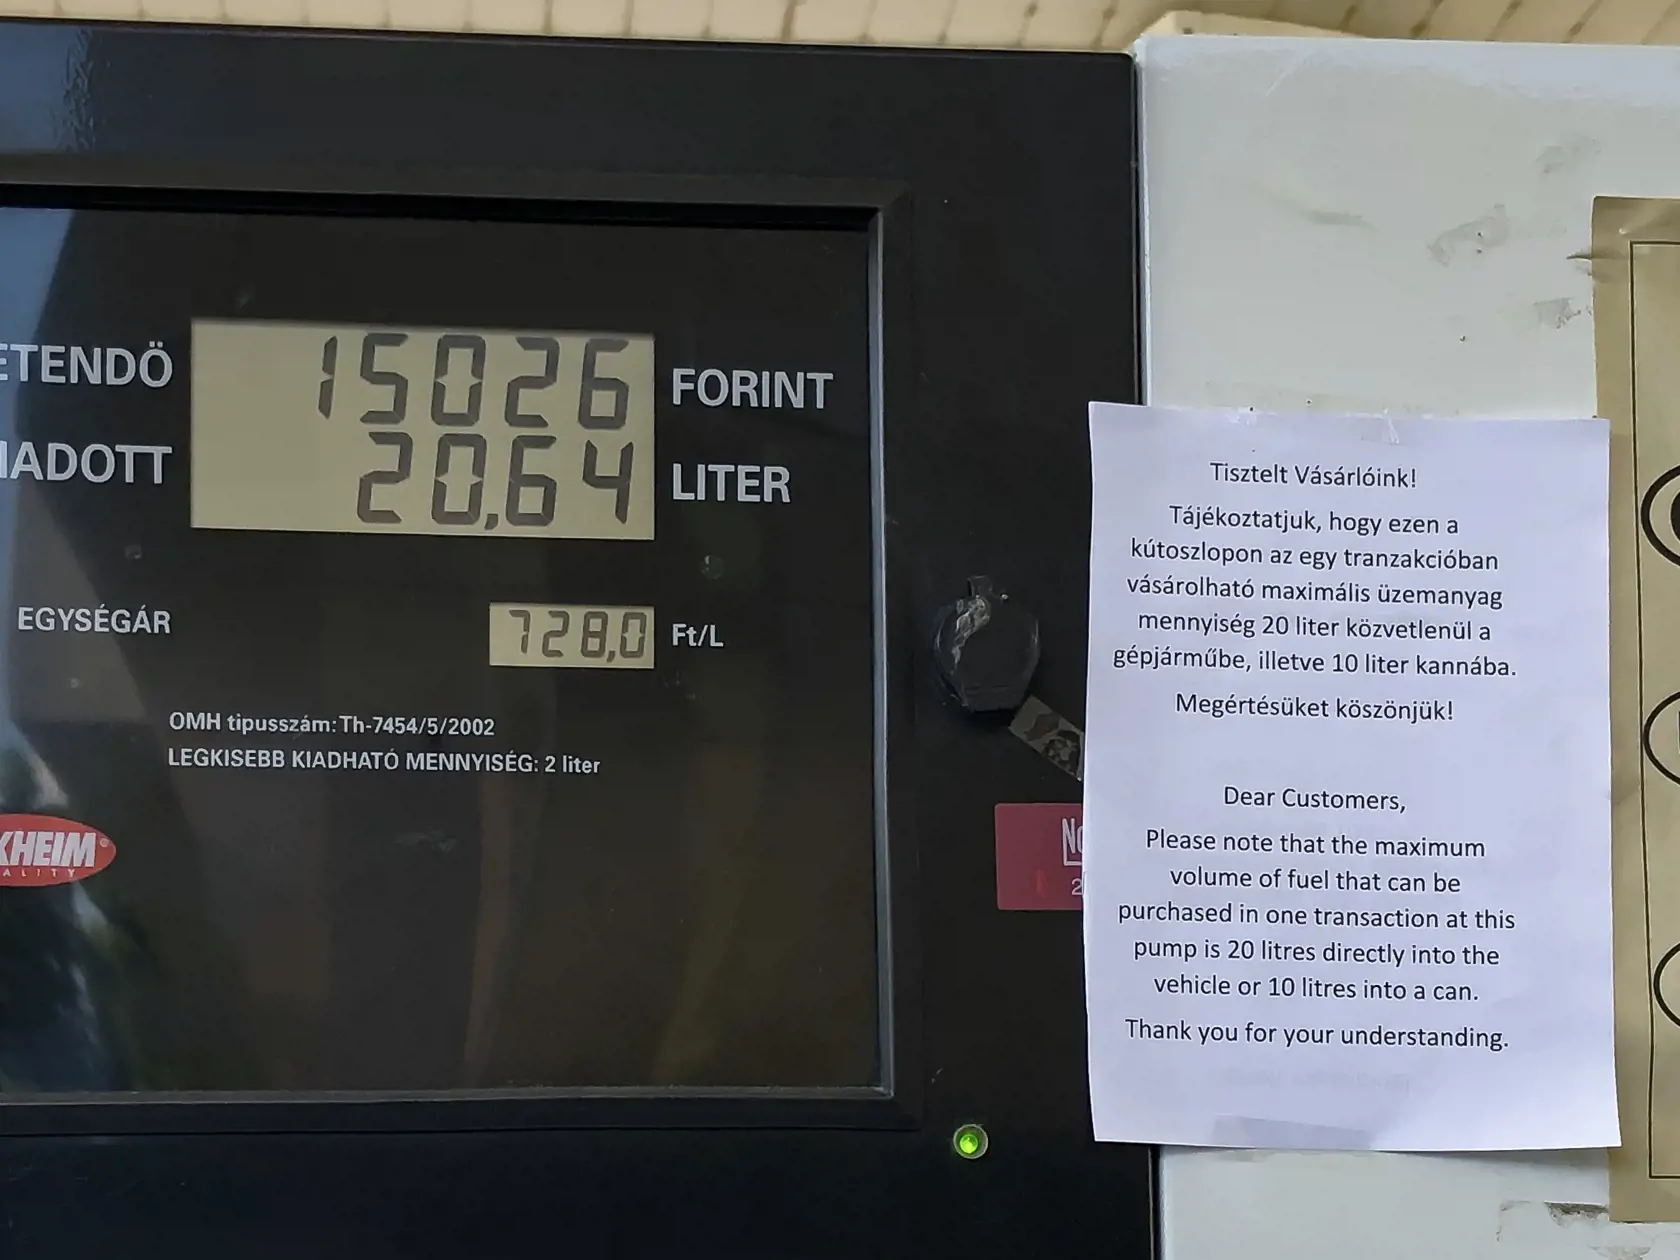 15026 FORINT
20,64 LITER
EGYSÉGÁR 728,0 Ft/L
OMH tipusszám: Th-7454/5/2002
LEGKISEBB KIADHATÓ MENNYISÉG: 2 liter
Tisztelt Vásárlóink!
Tájékoztatjuk, hogy ezen a
kútoszlopon az egy tranzakcióban
vásárolható maximális üzemanyag
mennyiség 20 liter közvetlenül a
gépjárműbe, illetve 10 liter kannába.
Megértésüket köszönjük!
Dear Customers,
Please note that the maximum
volume of fuel that can be
purchased in one transaction at this
pump is 20 litres directly into the
vehicle or 10 litres into a can.
Thank you for your understanding.